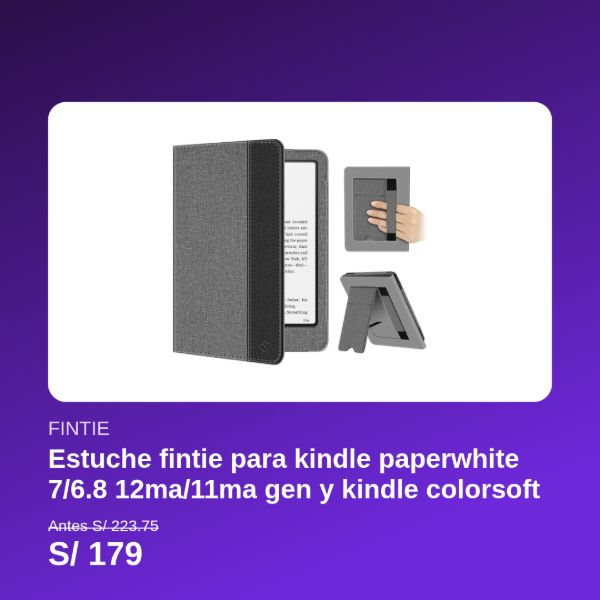 FINTIE
Estuche fintie para kindle paperwhite
7/6.8 12ma/11ma gen y kindle colorsoft
Antes S/ 223.75
S/ 179